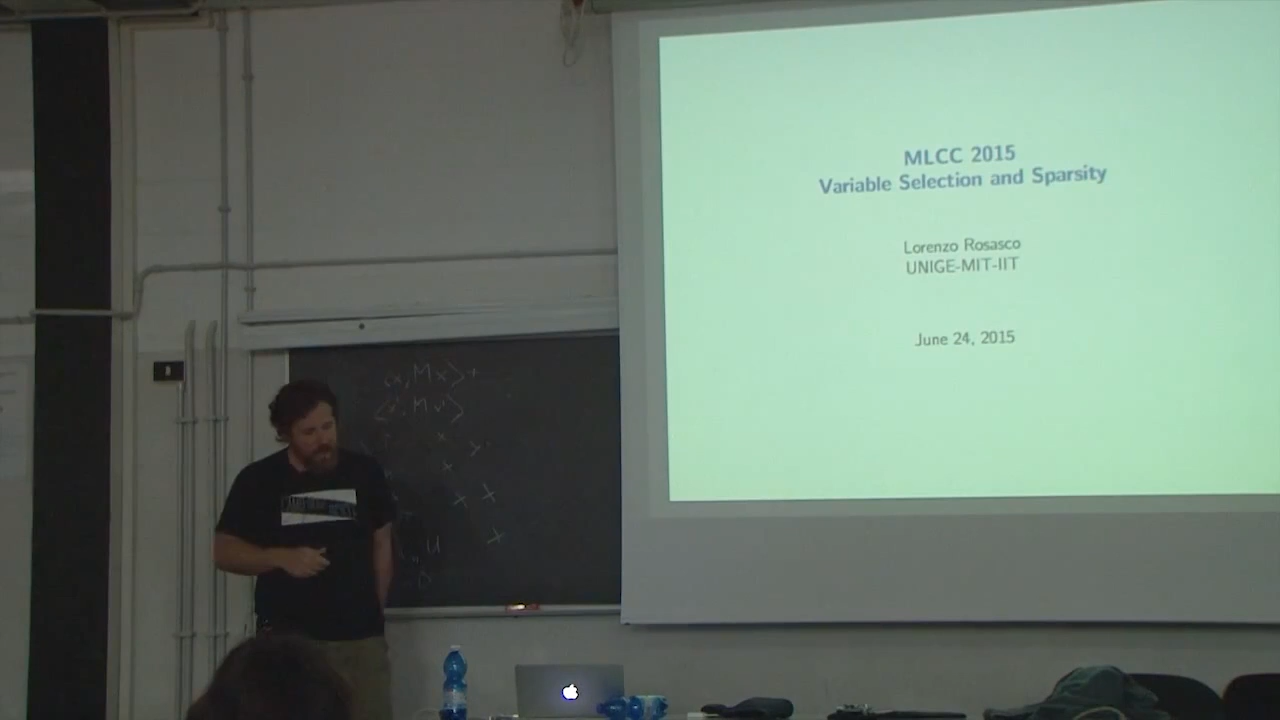 MLCC 2015
Variable Selection and Sparsity
Lorenzo Rosasco
UNIGE-MIT-IIT
June 24, 2015